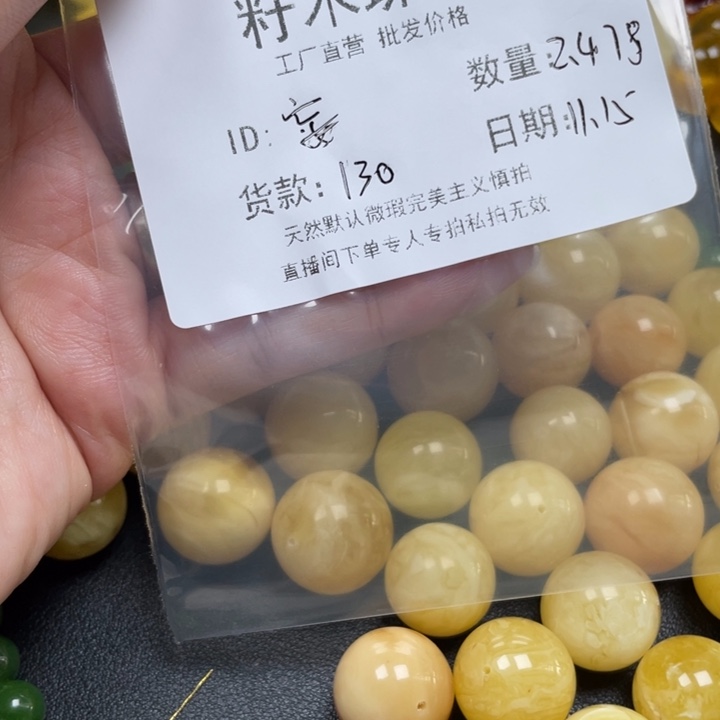 工厂直营 批发价格
数量:2.47g
ID:
日期:11.15
货款:130
天然默认微瑕完美主义慎拍
直播间下单专人专拍私拍无效